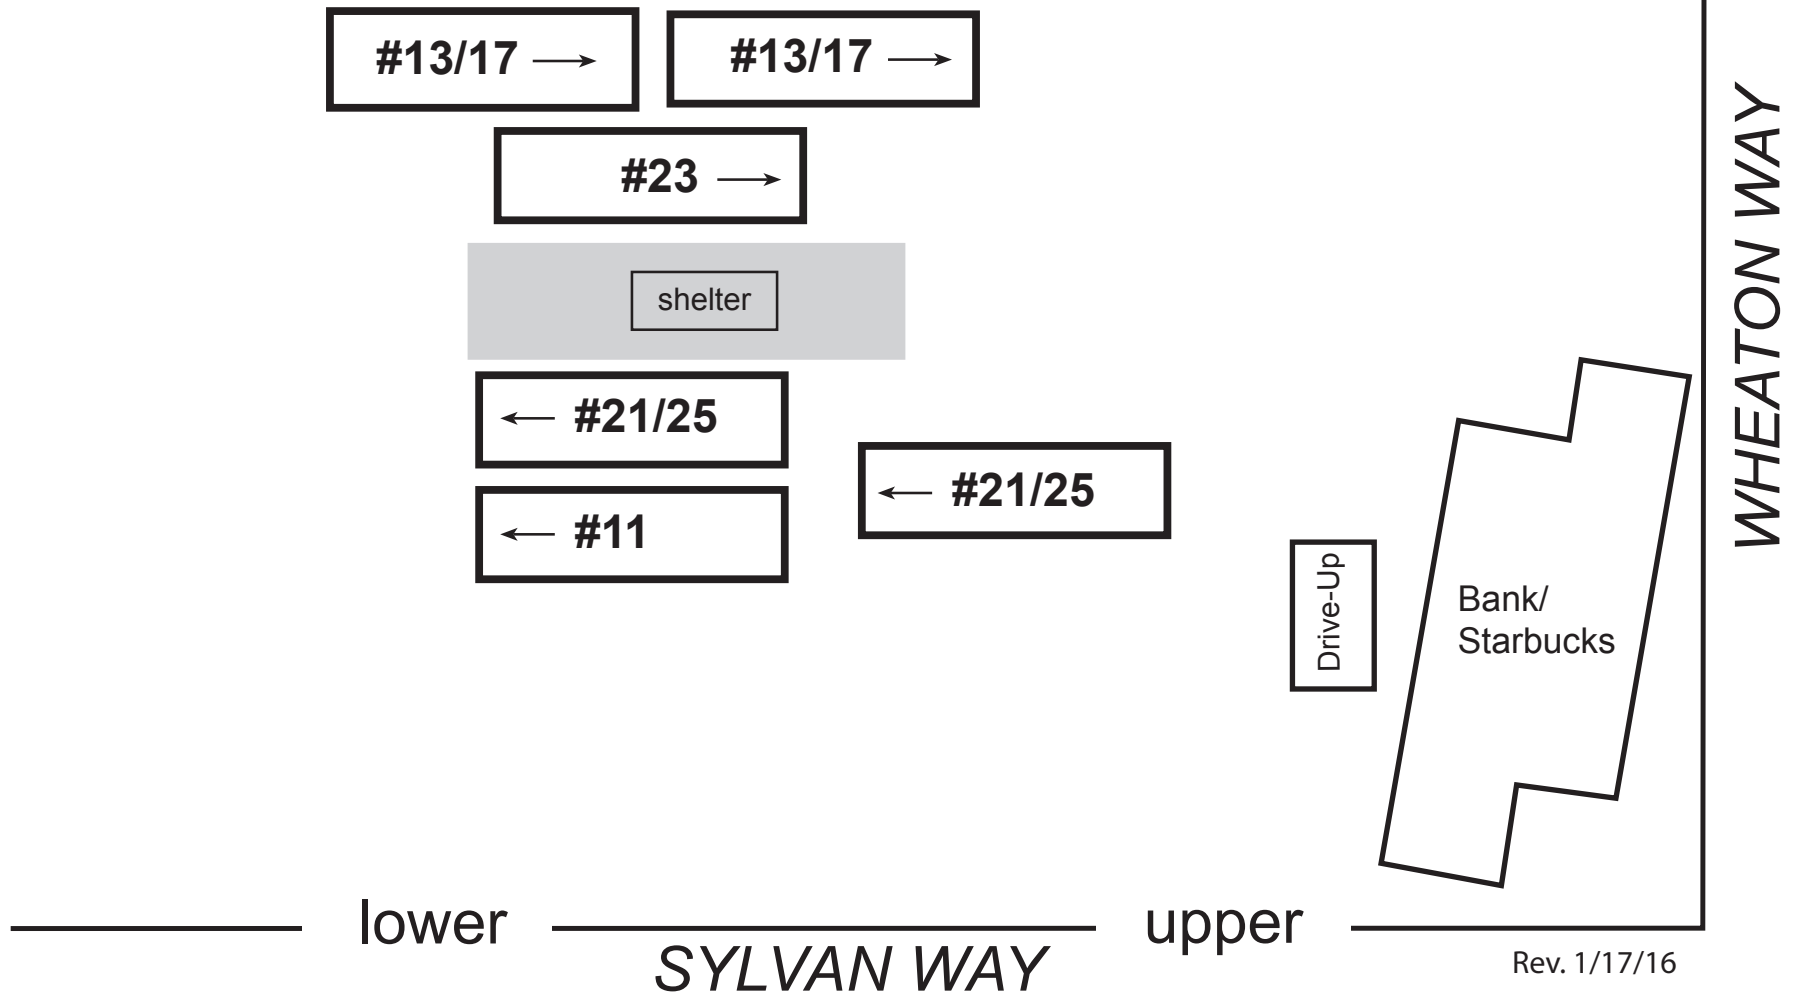 #13/17 → #13/17 →
#23 →
shelter
← #21/25
← #21/25
← #11
Drive-Up
Bank/
Starbucks
WHEATON WAY
lower upper
SYLVAN WAY
Rev. 1/17/16